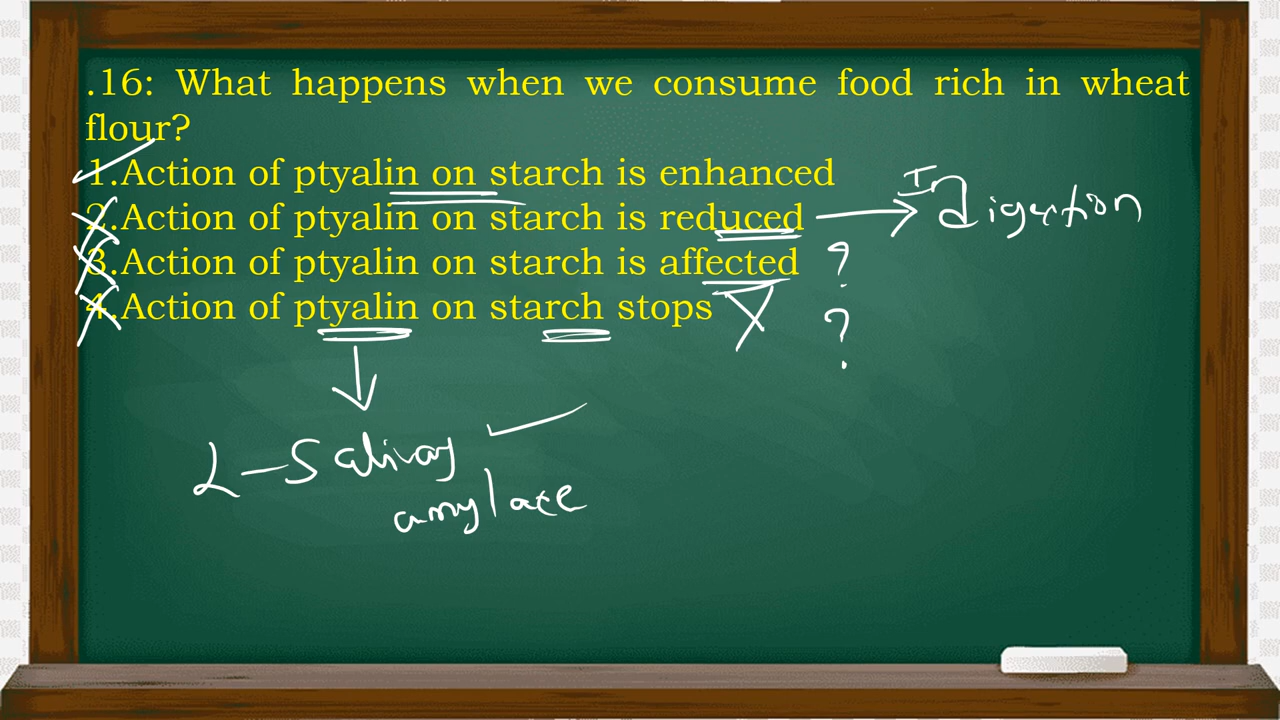 .16: What happens when we consume food rich in wheat
flour?
1.Action of ptyalin on starch is enhanced
2.Action of ptyalin on starch is reduced
In Digestion
3.Action of ptyalin on starch is affected
?
4.Action of ptyalin on starch stops
?
Salivary
amylase